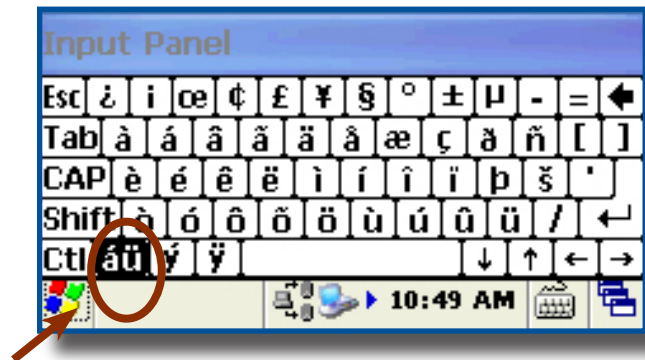 Input Panel
Esc ¿ ¡ œ ¢ £ ¥ § ° ± µ - =
Tab à á â ã ä å æ ç ð ñ [ ]
CAP è é ê ë ì í î ï þ š '
Shift ò ó ô õ ö ù ú û ü /
Ctl áü ý ÿ ↓ ↑ ← →
10:49 AM